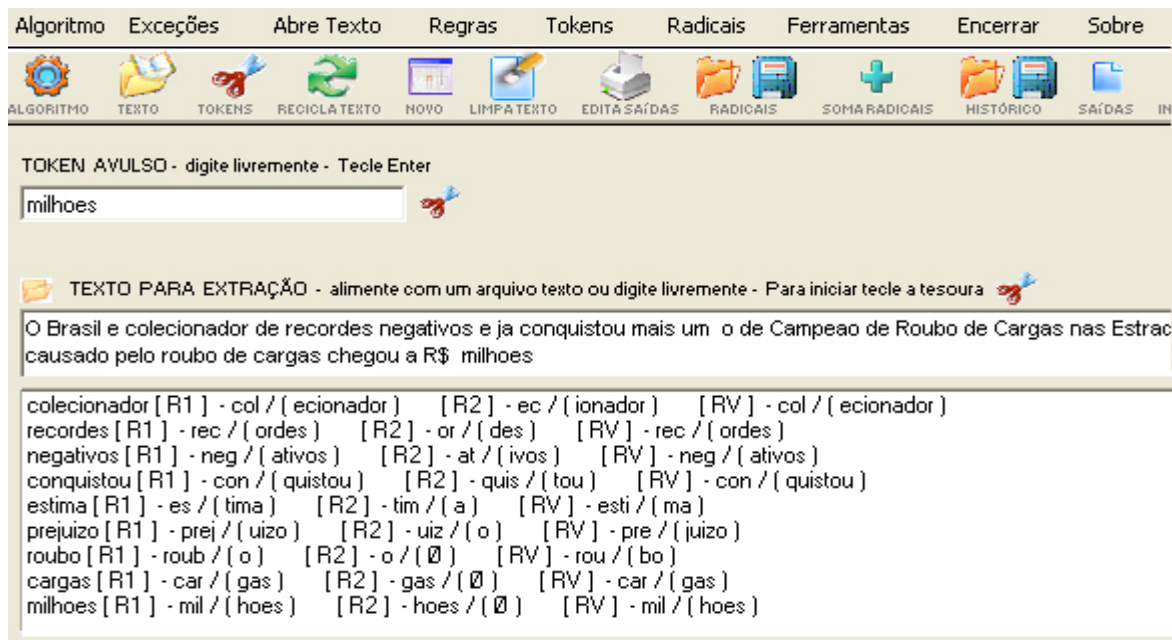 Algoritmo Exceções Abre Texto Regras Tokens Radicais Ferramentas Encerrar Sobre
ALGORITMO TEXTO TOKENS RECICLA TEXTO NOVO LIMPA TEXTO EDITA SAÍDAS RADICAIS SOMA RADICAIS HISTÓRICO SAÍDAS IN
TOKEN AVULSO - digite livremente - Tecle Enter
milhoes
TEXTO PARA EXTRAÇÃO - alimente com um arquivo texto ou digite livremente - Para iniciar tecle a tesoura
O Brasil e colecionador de recordes negativos e ja conquistou mais um o de Campeao de Roubo de Cargas nas Estrac
causado pelo roubo de cargas chegou a R$ milhoes
colecionador [ R1 ] - col / ( ecionador ) [ R2 ] - ec / ( ionador ) [ RV ] - col / ( ecionador )
recordes [ R1 ] - rec / ( ordes ) [ R2 ] - or / ( des ) [ RV ] - rec / ( ordes )
negativos [ R1 ] - neg / ( ativos ) [ R2 ] - at / ( ivos ) [ RV ] - neg / ( ativos )
conquistou [ R1 ] - con / ( quistou ) [ R2 ] - quis / ( tou ) [ RV ] - con / ( quistou )
estima [ R1 ] - es / ( tima ) [ R2 ] - tim / ( a ) [ RV ] - esti / ( ma )
prejuizo [ R1 ] - prej / ( uizo ) [ R2 ] - uiz / ( o ) [ RV ] - pre / ( juizo )
roubo [ R1 ] - roub / ( o ) [ R2 ] - o / ( Ø ) [ RV ] - rou / ( bo )
cargas [ R1 ] - car / ( gas ) [ R2 ] - gas / ( Ø ) [ RV ] - car / ( gas )
milhoes [ R1 ] - mil / ( hoes ) [ R2 ] - hoes / ( Ø ) [ RV ] - mil / ( hoes )